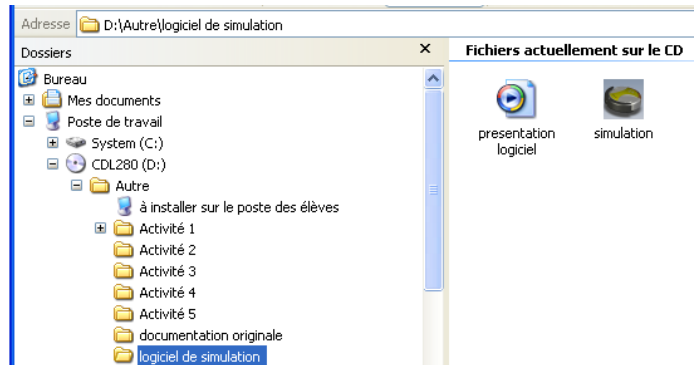 Adresse D:\Autre\logiciel de simulation
Dossiers
Bureau
Mes documents
Poste de travail
System (C:)
CDL280 (D:)
Autre
à installer sur le poste des élèves
Activité 1
Activité 2
Activité 3
Activité 4
Activité 5
documentation originale
logiciel de simulation
Fichiers actuellement sur le CD
presentation
logiciel
simulation